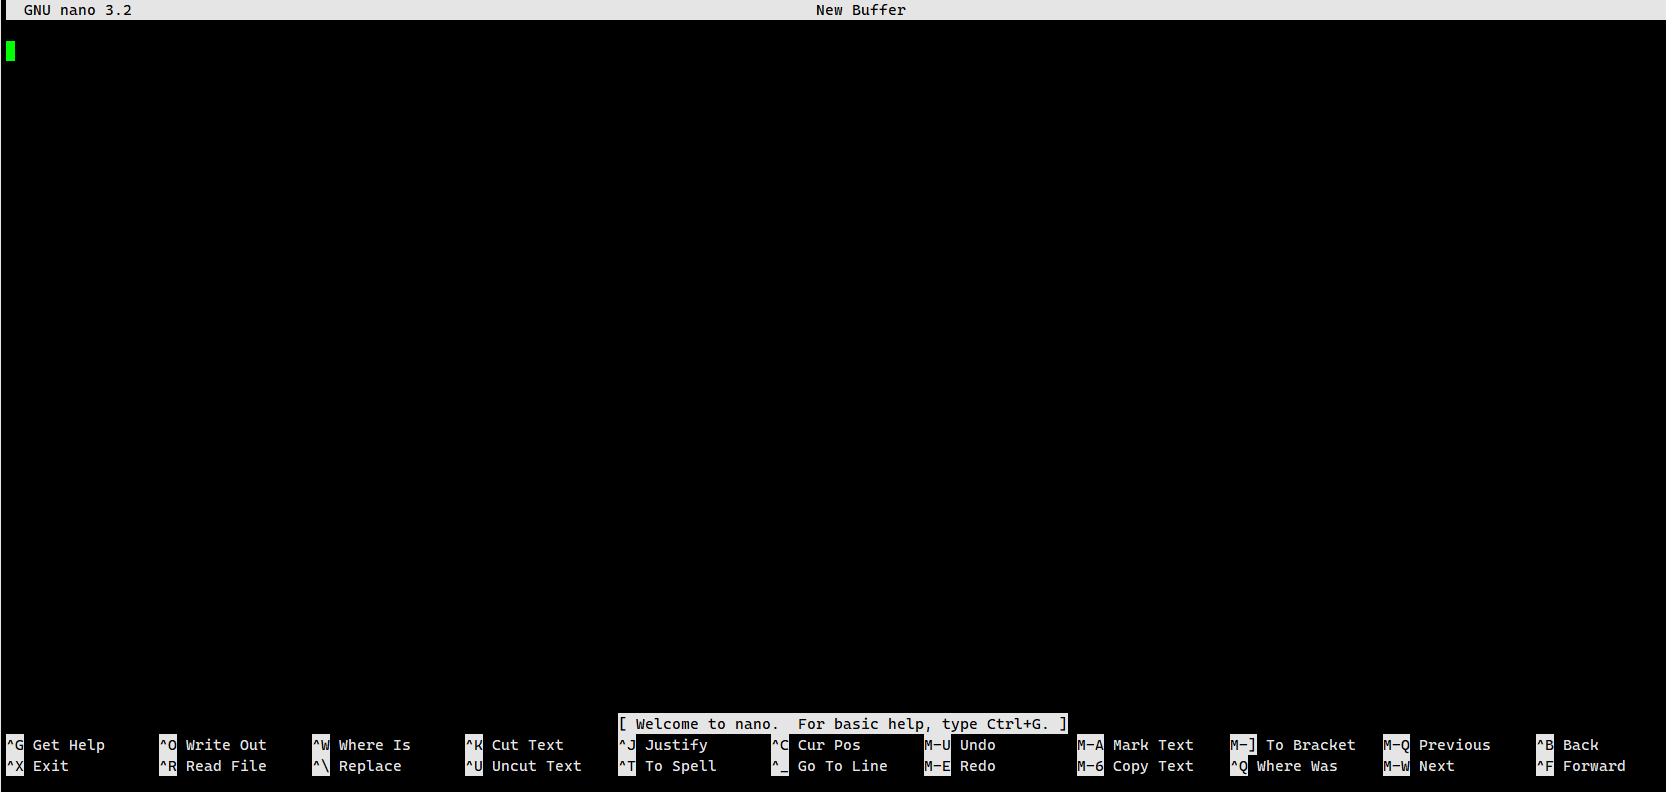 GNU nano 3.2 New Buffer
[ Welcome to nano.  For basic help, type Ctrl+G. ]
^G Get Help ^O Write Out ^W Where Is ^K Cut Text ^J Justify ^C Cur Pos M-U Undo M-A Mark Text M-] To Bracket M-Q Previous ^B Back
^X Exit ^R Read File ^\ Replace ^U Uncut Text ^T To Spell ^_ Go To Line M-E Redo M-6 Copy Text ^Q Where Was M-W Next ^F Forward